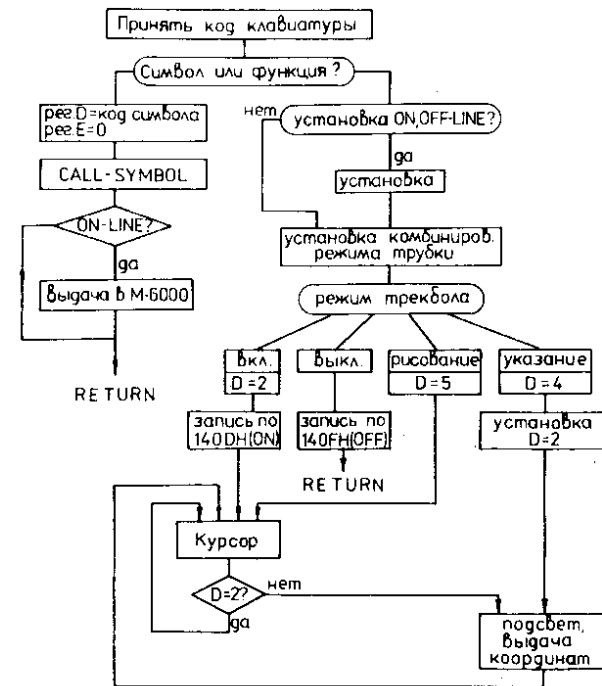 Принять код клавиатуры
Символ или функция?
рег.D=код символа
рег.E=0
CALL-SYMBOL
ON-LINE?
да
выдача в М-6000
RETURN
нет
установка ON,OFF-LINE?
да
установка
установка комбиниров.
режима трубки
режим трекбола
вкл.
D=2
выкл.
рисование
D=5
указание
D=4
запись по
140DH(ON)
запись по
140FH(OFF)
установка
D=2
RETURN
Курсор
D=2?
нет
да
подсвет,
выдача
координат